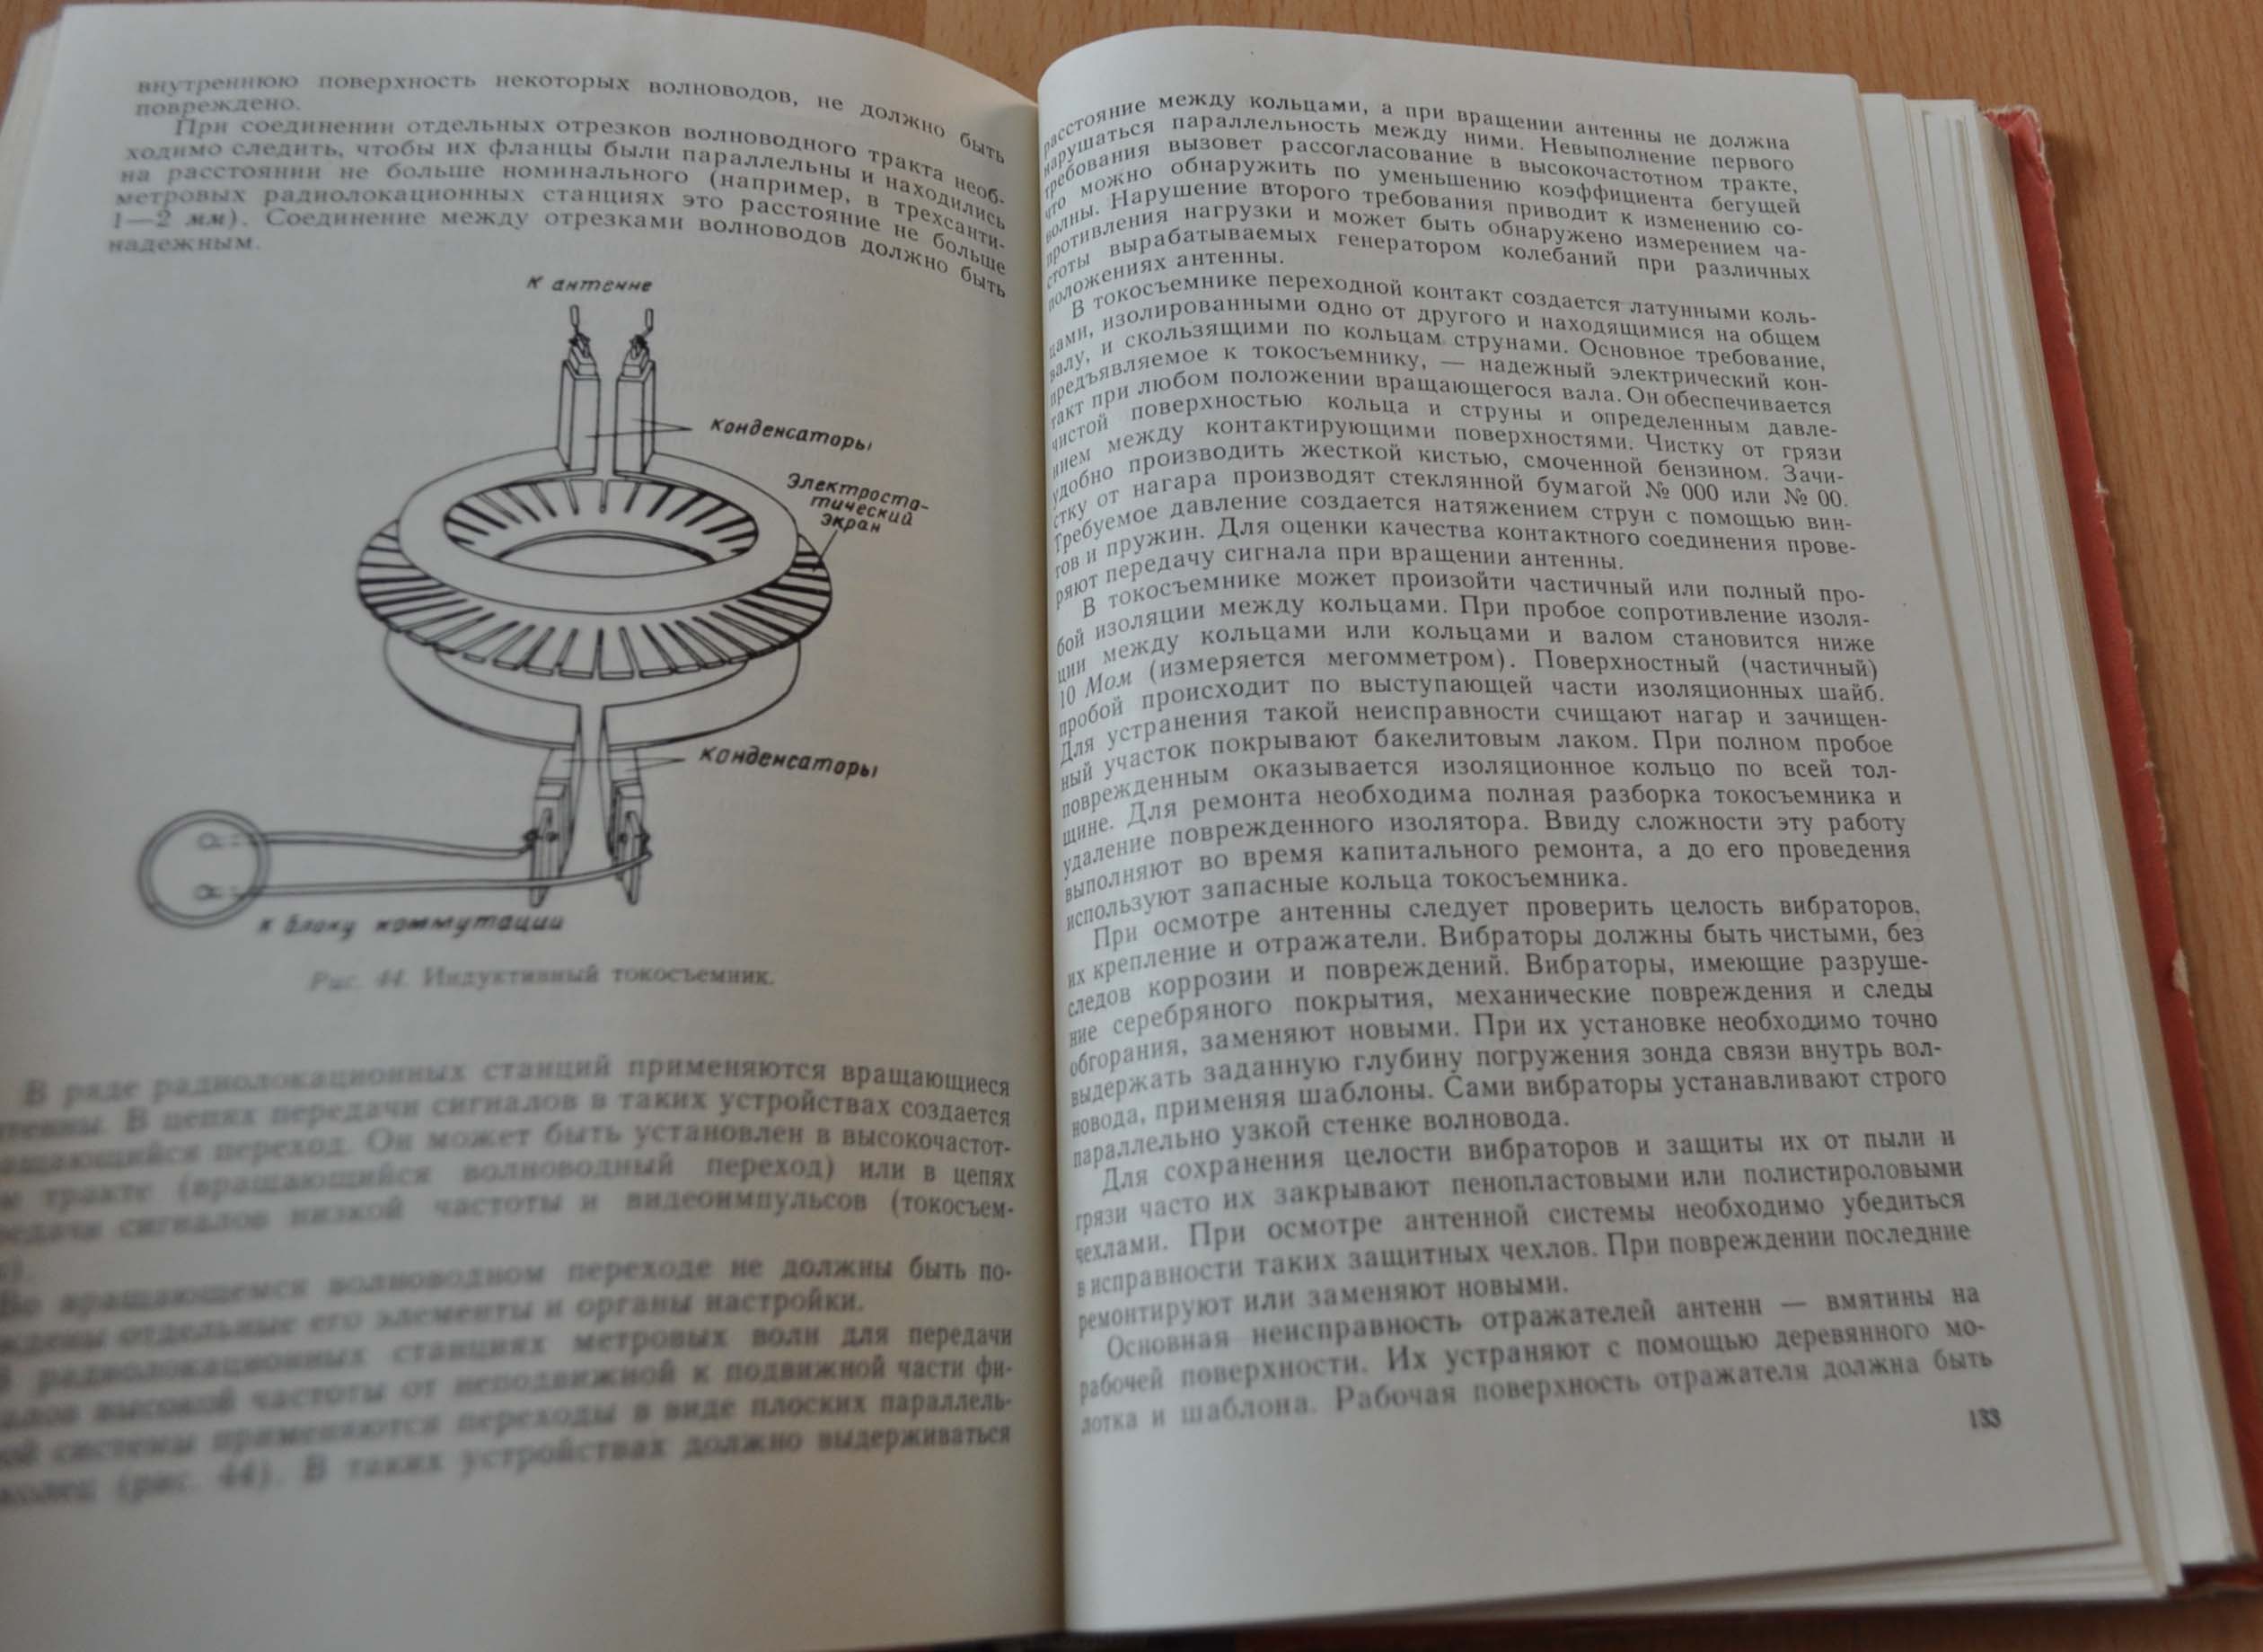 внутреннюю поверхность некоторых волноводов, не должно быть
повреждено.
При соединении отдельных отрезков волноводного тракта необ-
ходимо следить, чтобы их фланцы были параллельны и находились
на расстоянии не больше номинального (например, в трехсанти-
метровых радиолокационных станциях это расстояние не больше
1—2 мм). Соединение между отрезками волноводов должно быть
надежным.
К антенне
Конденсаторы
Электроста-
тический
экран
Конденсаторы
К блоку коммутации
Рис. 44. Индуктивный токосъемник.
В ряде радиолокационных станций применяются вращающиеся
В цепях передачи сигналов в таких устройствах создается
переход. Он может быть установлен в высокочастот-
тракте (вращающийся волноводный переход) или в цепях
сигналов низкой частоты и видеоимпульсов (токосъем-
Во вращающемся волноводном переходе не должны быть по-
отдельные его элементы и органы настройки.
радиолокационных станциях метровых волн для передачи
высокой частоты от неподвижной к подвижной части фи-
системы применяются переходы в виде плоских параллель-
колец (рис. 44). В таких устройствах должно выдерживаться
расстояние между кольцами, а при вращении антенны не должна
нарушаться параллельность между ними. Невыполнение первого
требования вызовет рассогласование в высокочастотном тракте,
что можно обнаружить по уменьшению коэффициента бегущей
волны. Нарушение второго требования приводит к изменению со-
противления нагрузки и может быть обнаружено измерением ча-
стоты вырабатываемых генератором колебаний при различных
положениях антенны.
В токосъемнике переходной контакт создается латунными коль-
цами, изолированными одно от другого и находящимися на общем
валу, и скользящими по кольцам струнами. Основное требование,
предъявляемое к токосъемнику, — надежный электрический кон-
такт при любом положении вращающегося вала. Он обеспечивается
чистой поверхностью кольца и струны и определенным давле-
нием между контактирующими поверхностями. Чистку от грязи
удобно производить жесткой кистью, смоченной бензином. Зачи-
стку от нагара производят стеклянной бумагой № 000 или № 00.
Требуемое давление создается натяжением струн с помощью вин-
тов и пружин. Для оценки качества контактного соединения прове-
ряют передачу сигнала при вращении антенны.
В токосъемнике может произойти частичный или полный про-
бой изоляции между кольцами. При пробое сопротивление изоля-
ции между кольцами или кольцами и валом становится ниже
10 Мом (измеряется мегомметром). Поверхностный (частичный)
пробой происходит по выступающей части изоляционных шайб.
Для устранения такой неисправности счищают нагар и зачищен-
ный участок покрывают бакелитовым лаком. При полном пробое
поврежденным оказывается изоляционное кольцо по всей тол-
щине. Для ремонта необходима полная разборка токосъемника и
удаление поврежденного изолятора. Ввиду сложности эту работу
выполняют во время капитального ремонта, а до его проведения
используют запасные кольца токосъемника.
При осмотре антенны следует проверить целость вибраторов,
их крепление и отражатели. Вибраторы должны быть чистыми, без
следов коррозии и повреждений. Вибраторы, имеющие разруше-
ние серебряного покрытия, механические повреждения и следы
обгорания, заменяют новыми. При их установке необходимо точно
выдержать заданную глубину погружения зонда связи внутрь вол-
новода, применяя шаблоны. Сами вибраторы устанавливают строго
параллельно узкой стенке волновода.
Для сохранения целости вибраторов и защиты их от пыли и
грязи часто их закрывают пенопластовыми или полистироловыми
чехлами. При осмотре антенной системы необходимо убедиться
в исправности таких защитных чехлов. При повреждении последние
ремонтируют или заменяют новыми.
Основная неисправность отражателей антенн — вмятины на
рабочей поверхности. Их устраняют с помощью деревянного мо-
лотка и шаблона. Рабочая поверхность отражателя должна быть
133